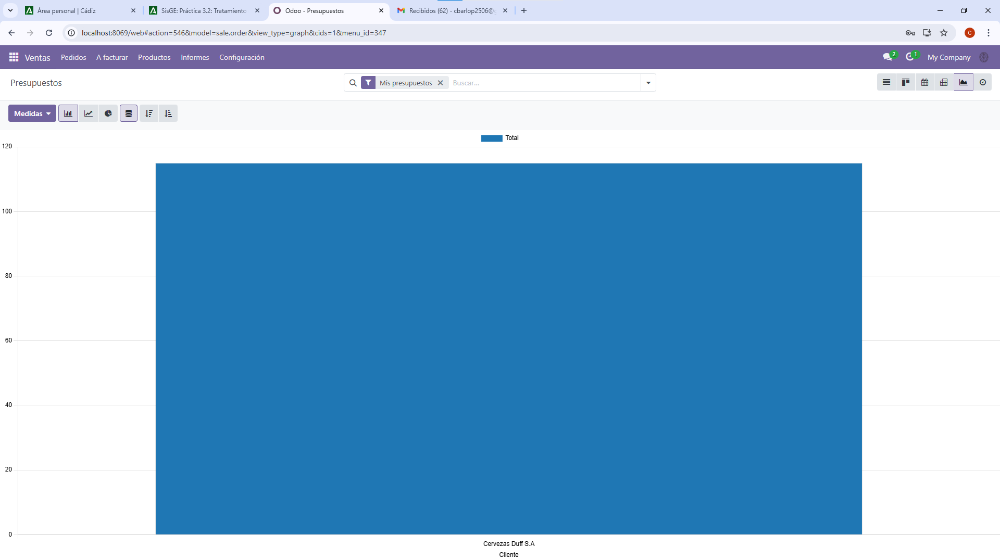 Área personal | Cádiz
SisGE: Práctica 3.2: Tratamiento
Odoo - Presupuestos
Recibidos (62) - cbarlop2506@
localhost:8069/web#action=546&model=sale.order&view_type=graph&cids=1&menu_id=347
C
Ventas
Pedidos
A facturar
Productos
Informes
Configuración
2
1
My Company
Presupuestos
Mis presupuestos
Buscar...
Medidas
Total
120
100
80
60
40
20
0
Cervezas Duff S.A
Cliente